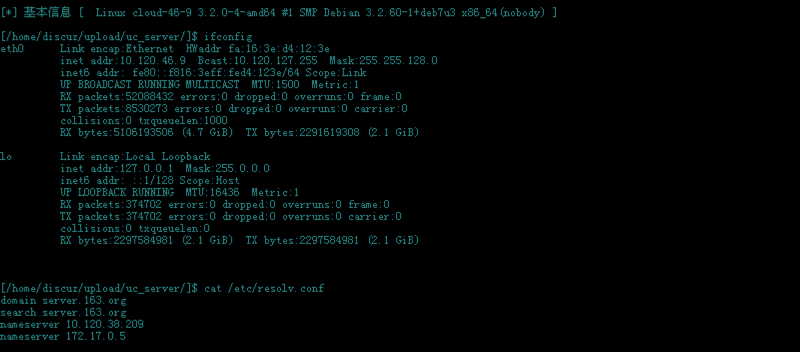 [*] 基本信息 [ Linux cloud-46-9 3.2.0-4-amd64 #1 SMP Debian 3.2.60-1+deb7u3 x86_64(nobody) ]
[/home/discuz/upload/uc_server/]$ ifconfig
eth0 Link encap:Ethernet HWaddr fa:16:3e:d4:12:3e
inet addr:10.120.46.9 Bcast:10.120.127.255 Mask:255.255.128.0
inet6 addr: fe80::f816:3eff:fed4:123e/64 Scope:Link
UP BROADCAST RUNNING MULTICAST MTU:1500 Metric:1
RX packets:52088432 errors:0 dropped:0 overruns:0 frame:0
TX packets:8530273 errors:0 dropped:0 overruns:0 carrier:0
collisions:0 txqueuelen:1000
RX bytes:5106193506 (4.7 GiB) TX bytes:2291619308 (2.1 GiB)
lo Link encap:Local Loopback
inet addr:127.0.0.1 Mask:255.0.0.0
inet6 addr: ::1/128 Scope:Host
UP LOOPBACK RUNNING MTU:16436 Metric:1
RX packets:374702 errors:0 dropped:0 overruns:0 frame:0
TX packets:374702 errors:0 dropped:0 overruns:0 carrier:0
collisions:0 txqueuelen:0
RX bytes:2297584981 (2.1 GiB) TX bytes:2297584981 (2.1 GiB)
[/home/discuz/upload/uc_server/]$ cat /etc/resolv.conf
domain server.163.org
search server.163.org
nameserver 10.120.38.209
nameserver 172.17.0.5